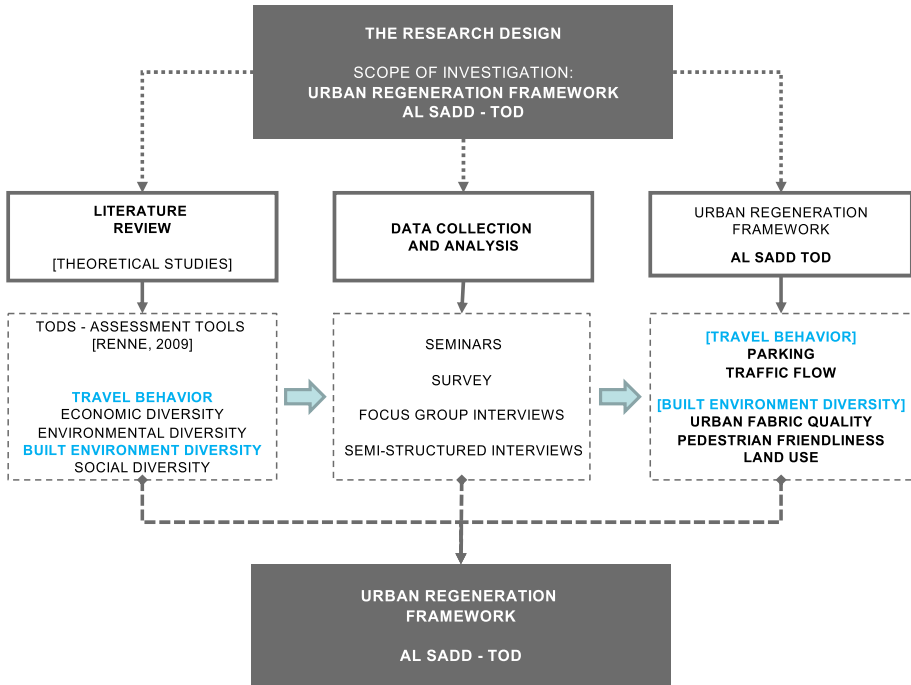 THE RESEARCH DESIGN
SCOPE OF INVESTIGATION:
URBAN REGENERATION FRAMEWORK
AL SADD - TOD
LITERATURE
REVIEW
[THEORETICAL STUDIES]
DATA COLLECTION
AND ANALYSIS
URBAN REGENERATION
FRAMEWORK
AL SADD TOD
TODS - ASSESSMENT TOOLS
[RENNE, 2009]
TRAVEL BEHAVIOR
ECONOMIC DIVERSITY
ENVIRONMENTAL DIVERSITY
BUILT ENVIRONMENT DIVERSITY
SOCIAL DIVERSITY
SEMINARS
SURVEY
FOCUS GROUP INTERVIEWS
SEMI-STRUCTURED INTERVIEWS
[TRAVEL BEHAVIOR]
PARKING
TRAFFIC FLOW
[BUILT ENVIRONMENT DIVERSITY]
URBAN FABRIC QUALITY
PEDESTRIAN FRIENDLINESS
LAND USE
URBAN REGENERATION
FRAMEWORK
AL SADD - TOD